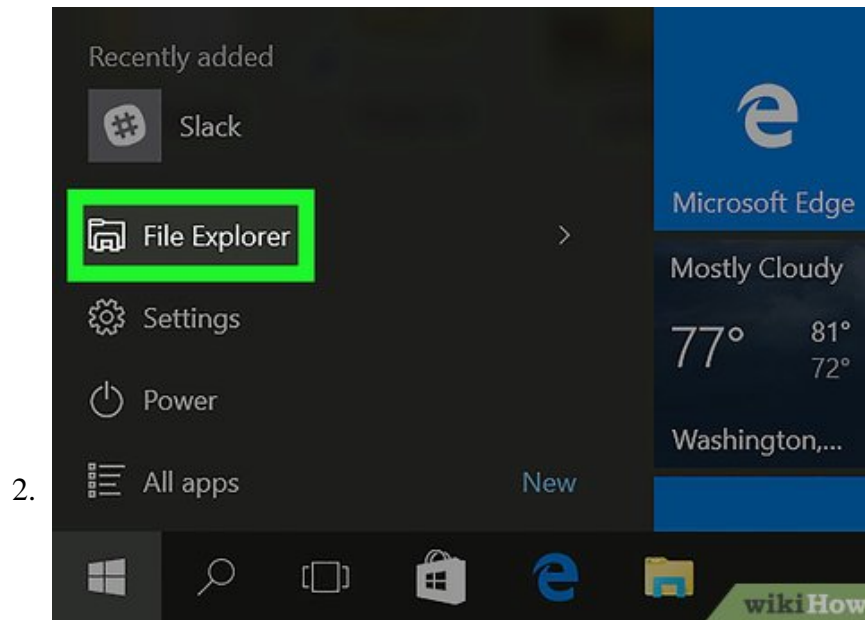 Recently added
Slack
File Explorer
Settings
Power
2.
All apps
New
Microsoft Edge
Mostly Cloudy
77°
81°
72°
Washington,...
wikiHow